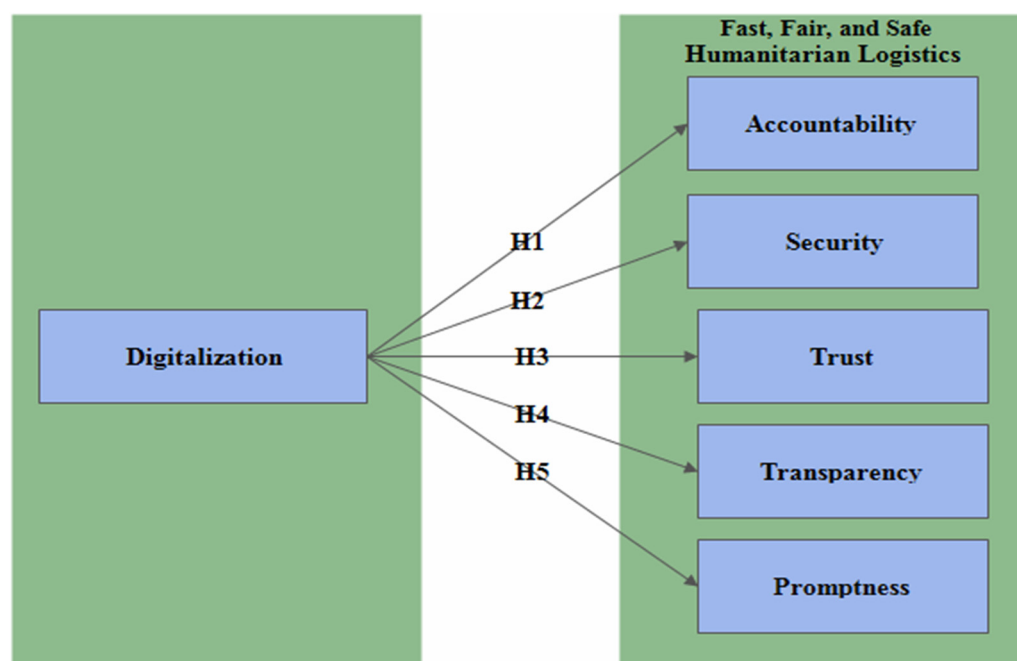 Fast, Fair, and Safe
Humanitarian Logistics
Accountability
H1
Security
H2
Digitalization
H3
Trust
H4
Transparency
H5
Promptness